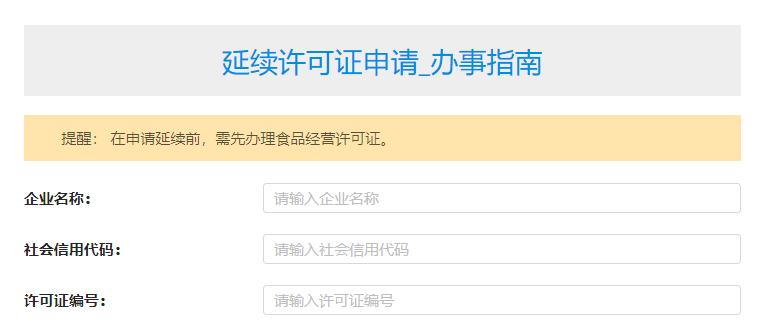 延续许可证申请_办事指南
提醒： 在申请延续前，需先办理食品经营许可证。
企业名称：
请输入企业名称
社会信用代码：
请输入社会信用代码
许可证编号：
请输入许可证编号